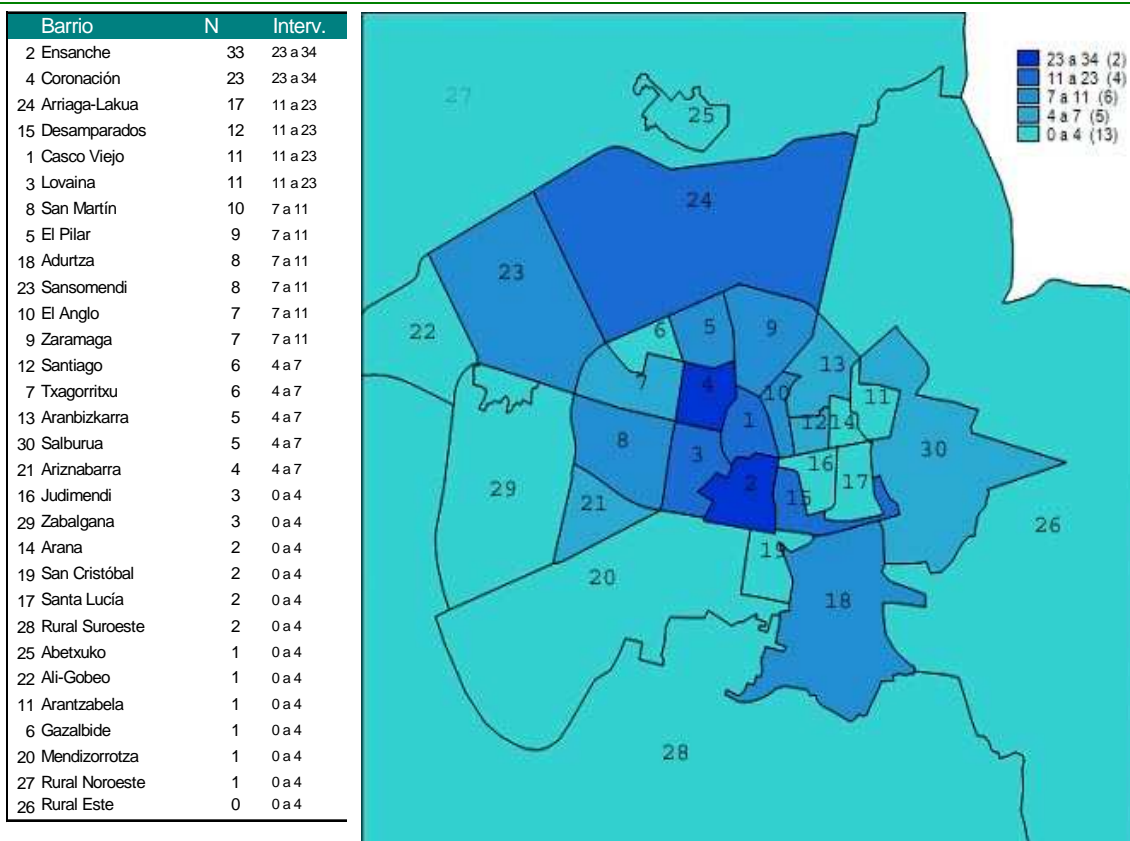 Barrio N Interv.
2 Ensanche 33 23 a 34
4 Coronación 23 23 a 34
24 Arriaga-Lakua 17 11 a 23
15 Desamparados 12 11 a 23
1 Casco Viejo 11 11 a 23
3 Lovaina 11 11 a 23
8 San Martín 10 7 a 11
5 El Pilar 9 7 a 11
18 Adurtza 8 7 a 11
23 Sansomendi 8 7 a 11
10 El Anglo 7 7 a 11
9 Zaramaga 7 7 a 11
12 Santiago 6 4 a 7
7 Txagorritxu 6 4 a 7
13 Aranbizkarra 5 4 a 7
30 Salburua 5 4 a 7
21 Ariznabarra 4 4 a 7
16 Judimendi 3 0 a 4
29 Zabalgana 3 0 a 4
14 Arana 2 0 a 4
19 San Cristóbal 2 0 a 4
17 Santa Lucía 2 0 a 4
28 Rural Suroeste 2 0 a 4
25 Abetxuko 1 0 a 4
22 Ali-Gobeo 1 0 a 4
11 Arantzabela 1 0 a 4
6 Gazalbide 1 0 a 4
20 Mendizorrotza 1 0 a 4
27 Rural Noroeste 1 0 a 4
26 Rural Este 0 0 a 4
23 a 34 (2)
11 a 23 (4)
7 a 11 (6)
4 a 7 (5)
0 a 4 (13)
27
25
24
23
22
6
5
9
13
7
4
10
11
1
12
14
8
3
30
16
2
15
17
29
21
26
19
20
18
28